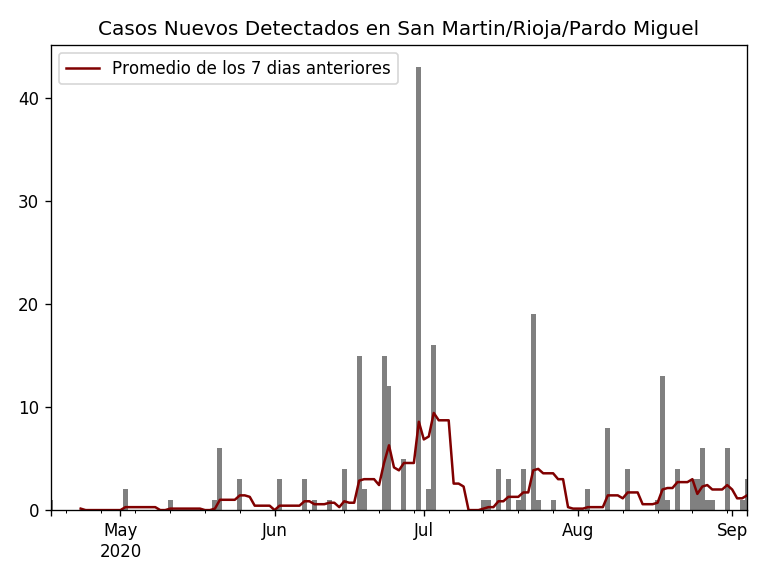 Casos Nuevos Detectados en San Martin/Rioja/Pardo Miguel
Promedio de los 7 dias anteriores
40
30
20
10
0
May Jun Jul Aug Sep
2020